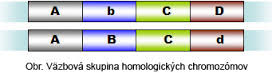 A b C D
A B C d
Obr. Väzbová skupina homologických chromozómov